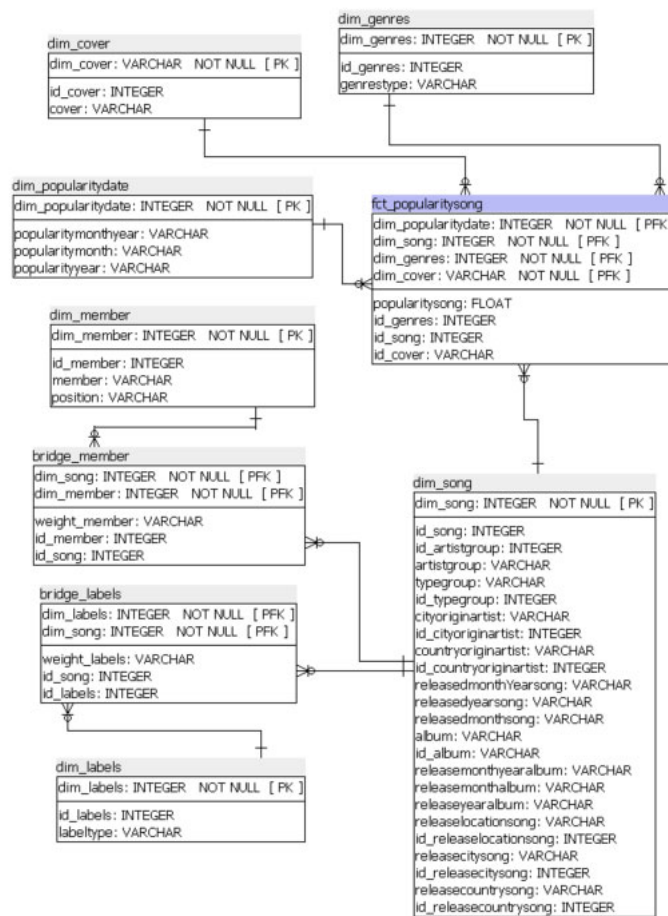 dim_cover
dim_cover: VARCHAR NOT NULL [ PK ]
id_cover: INTEGER
cover: VARCHAR
dim_genres
dim_genres: INTEGER NOT NULL [ PK ]
id_genres: INTEGER
genrestype: VARCHAR
dim_popularitydate
dim_popularitydate: INTEGER NOT NULL [ PK ]
popularitymonthyear: VARCHAR
popularitymonth: VARCHAR
popularityyear: VARCHAR
fct_popularitysong
dim_popularitydate: INTEGER NOT NULL [ PFK ]
dim_song: INTEGER NOT NULL [ PFK ]
dim_genres: INTEGER NOT NULL [ PFK ]
dim_cover: VARCHAR NOT NULL [ PFK ]
popularitysong: FLOAT
id_genres: INTEGER
id_song: INTEGER
id_cover: VARCHAR
dim_member
dim_member: INTEGER NOT NULL [ PK ]
id_member: INTEGER
member: VARCHAR
position: VARCHAR
bridge_member
dim_song: INTEGER NOT NULL [ PFK ]
dim_member: INTEGER NOT NULL [ PFK ]
weight_member: VARCHAR
id_member: INTEGER
id_song: INTEGER
bridge_labels
dim_labels: INTEGER NOT NULL [ PFK ]
dim_song: INTEGER NOT NULL [ PFK ]
weight_labels: VARCHAR
id_song: INTEGER
id_labels: INTEGER
dim_labels
dim_labels: INTEGER NOT NULL [ PK ]
id_labels: INTEGER
labeltype: VARCHAR
dim_song
dim_song: INTEGER NOT NULL [ PK ]
id_song: INTEGER
id_artistgroup: INTEGER
artistgroup: VARCHAR
typegroup: VARCHAR
id_typegroup: INTEGER
cityoriginartist: VARCHAR
id_cityoriginartist: INTEGER
countryoriginartist: VARCHAR
id_countryoriginartist: INTEGER
releasedmonthYearsong: VARCHAR
releasedyearsong: VARCHAR
releasedmonthsong: VARCHAR
album: VARCHAR
id_album: INTEGER
releasemonthyearalbum: VARCHAR
releasemonthalbum: VARCHAR
releaseyearalbum: VARCHAR
releaselocationsong: VARCHAR
id_releaselocationsong: INTEGER
releasecitysong: VARCHAR
id_releasecitysong: INTEGER
releasecountrysong: VARCHAR
id_releasecountrysong: INTEGER